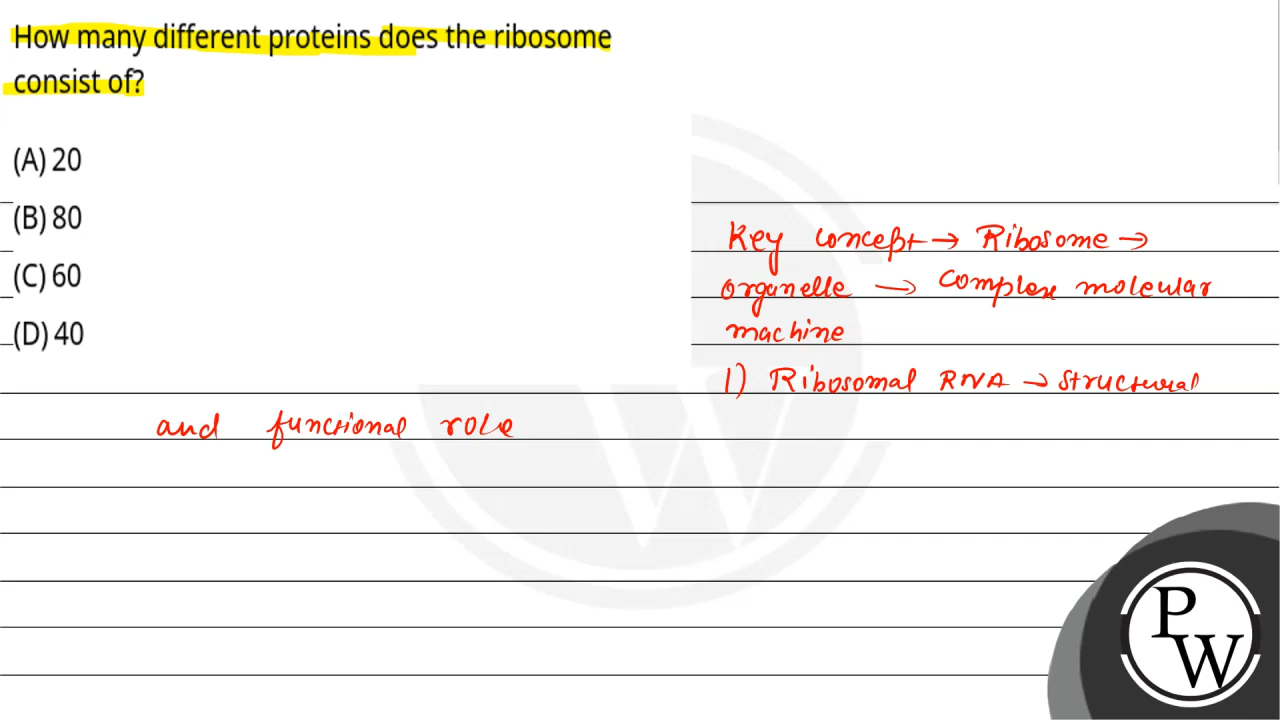 How many different proteins does the ribosome
consist of?
(A) 20
(B) 80
(C) 60
(D) 40
Key concept → Ribosome →
organelle → Complex molecular
machine
1) Ribosomal RNA → structural
and functional role
P
W